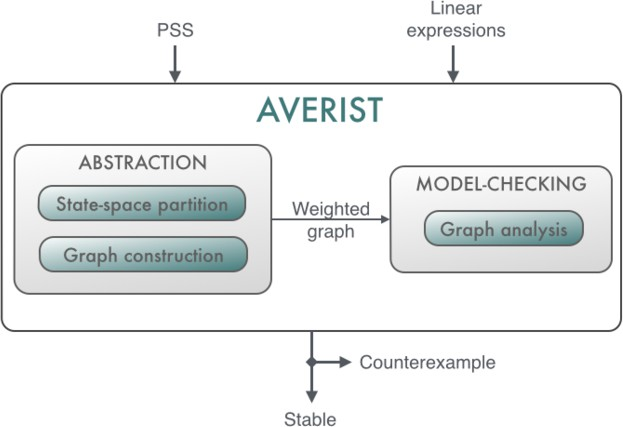 PSS
Linear
expressions
AVERIST
ABSTRACTION
State-space partition
Graph construction
Weighted
graph
MODEL-CHECKING
Graph analysis
Counterexample
Stable